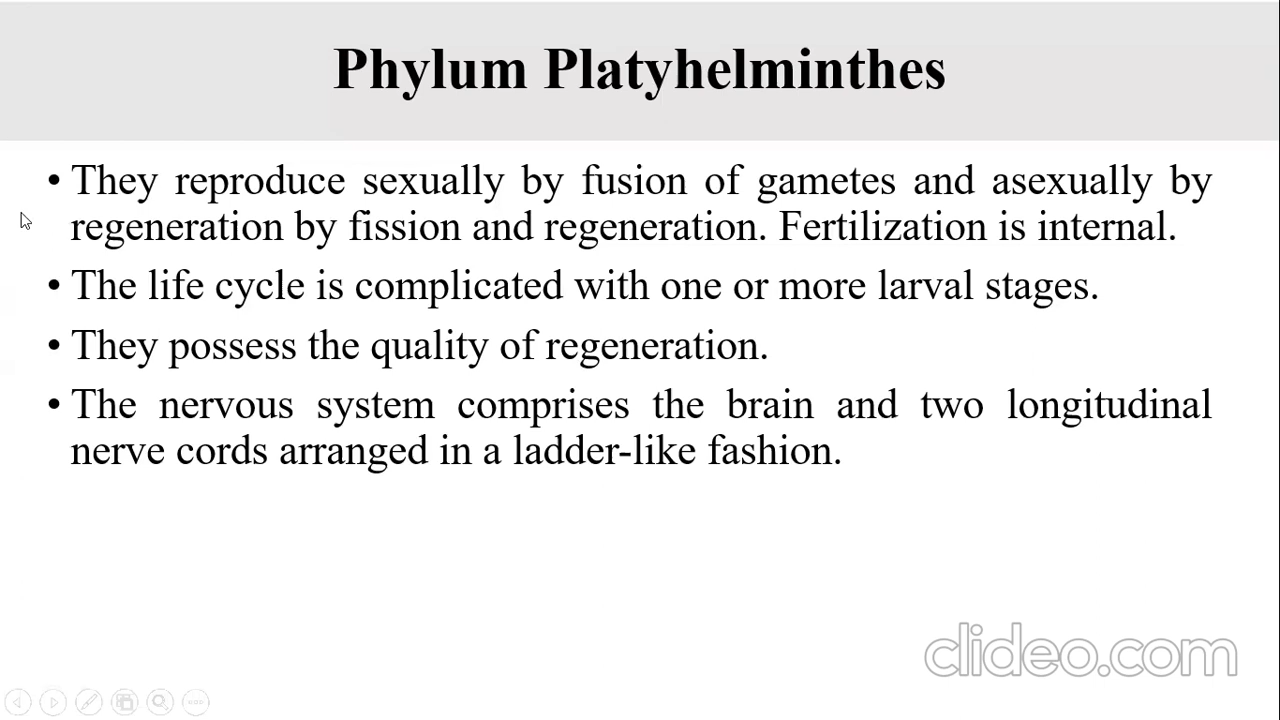 Phylum Platyhelminthes
• They reproduce sexually by fusion of gametes and asexually by
regeneration by fission and regeneration. Fertilization is internal.
• The life cycle is complicated with one or more larval stages.
• They possess the quality of regeneration.
• The nervous system comprises the brain and two longitudinal
nerve cords arranged in a ladder-like fashion.
clideo.com